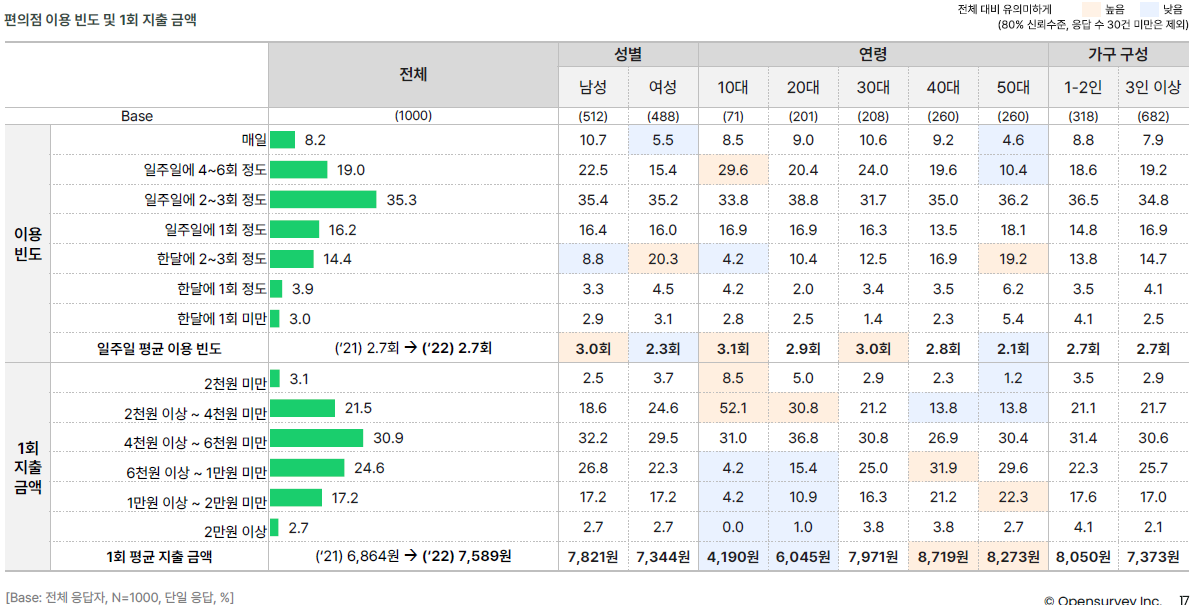 편의점 이용 빈도 및 1회 지출 금액
전체 대비 유의미하게 높음 낮음
(80% 신뢰수준, 응답 수 30건 미만은 제외)
전체 성별 연령 가구 구성
남성 여성 10대 20대 30대 40대 50대 1-2인 3인 이상
Base (1000) (512) (488) (71) (201) (208) (260) (260) (318) (682)
이용 빈도
매일 8.2 10.7 5.5 8.5 9.0 10.6 9.2 4.6 8.8 7.9
일주일에 4~6회 정도 19.0 22.5 15.4 29.6 20.4 24.0 19.6 10.4 18.6 19.2
일주일에 2~3회 정도 35.3 35.4 35.2 33.8 38.8 31.7 35.0 36.2 36.5 34.8
일주일에 1회 정도 16.2 16.4 16.0 16.9 16.9 16.3 13.5 18.1 14.8 16.9
한달에 2~3회 정도 14.4 8.8 20.3 4.2 10.4 12.5 16.9 19.2 13.8 14.7
한달에 1회 정도 3.9 3.3 4.5 4.2 2.0 3.4 3.5 6.2 3.5 4.1
한달에 1회 미만 3.0 2.9 3.1 2.8 2.5 1.4 2.3 5.4 4.1 2.5
일주일 평균 이용 빈도 (‘21) 2.7회 → (‘22) 2.7회 3.0회 2.3회 3.1회 2.9회 3.0회 2.8회 2.1회 2.7회 2.7회
1회 지출 금액
2천원 미만 3.1 2.5 3.7 8.5 5.0 2.9 2.3 1.2 3.5 2.9
2천원 이상 ~ 4천원 미만 21.5 18.6 24.6 52.1 30.8 21.2 13.8 13.8 21.1 21.7
4천원 이상 ~ 6천원 미만 30.9 32.2 29.5 31.0 36.8 30.8 26.9 30.4 31.4 30.6
6천원 이상 ~ 1만원 미만 24.6 26.8 22.3 4.2 15.4 25.0 31.9 29.6 22.3 25.7
1만원 이상 ~ 2만원 미만 17.2 17.2 17.2 4.2 10.9 16.3 21.2 22.3 17.6 17.0
2만원 이상 2.7 2.7 2.7 0.0 1.0 3.8 3.8 2.7 4.1 2.1
1회 평균 지출 금액 (‘21) 6,864원 → (‘22) 7,589원 7,821원 7,344원 4,190원 6,045원 7,971원 8,719원 8,273원 8,050원 7,373원
[Base: 전체 응답자, N=1000, 단일 응답, %]
© Opensurvey Inc. 17